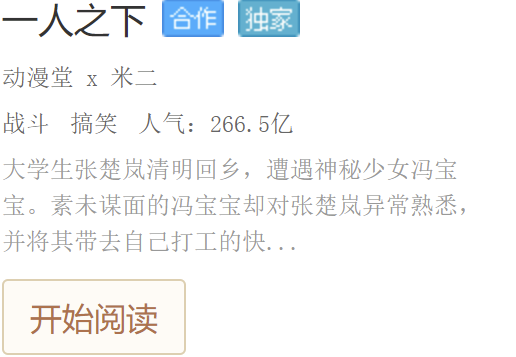 一人之下 合作 独家
动漫堂 x 米二
战斗 搞笑 人气：266.5亿
大学生张楚岚清明回乡，遭遇神秘少女冯宝
宝。素未谋面的冯宝宝却对张楚岚异常熟悉，
并将其带去自己打工的快...
开始阅读